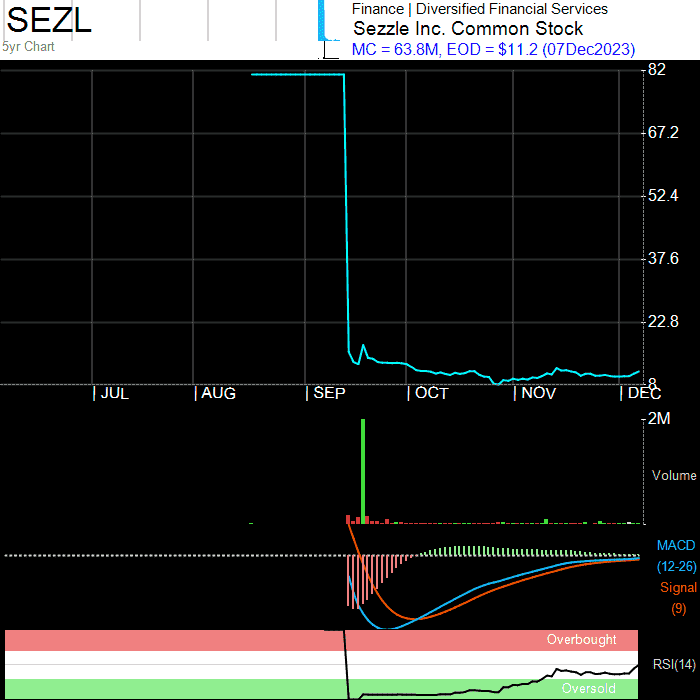 SEZL
5yr Chart
Finance | Diversified Financial Services
Sezzle Inc. Common Stock
MC = 63.8M, EOD = $11.2 (07Dec2023)
82
67.2
52.4
37.6
22.8
8
| JUL | AUG | SEP | OCT | NOV | DEC
2M
Volume
MACD
(12-26)
Signal
(9)
Overbought
RSI(14)
Oversold